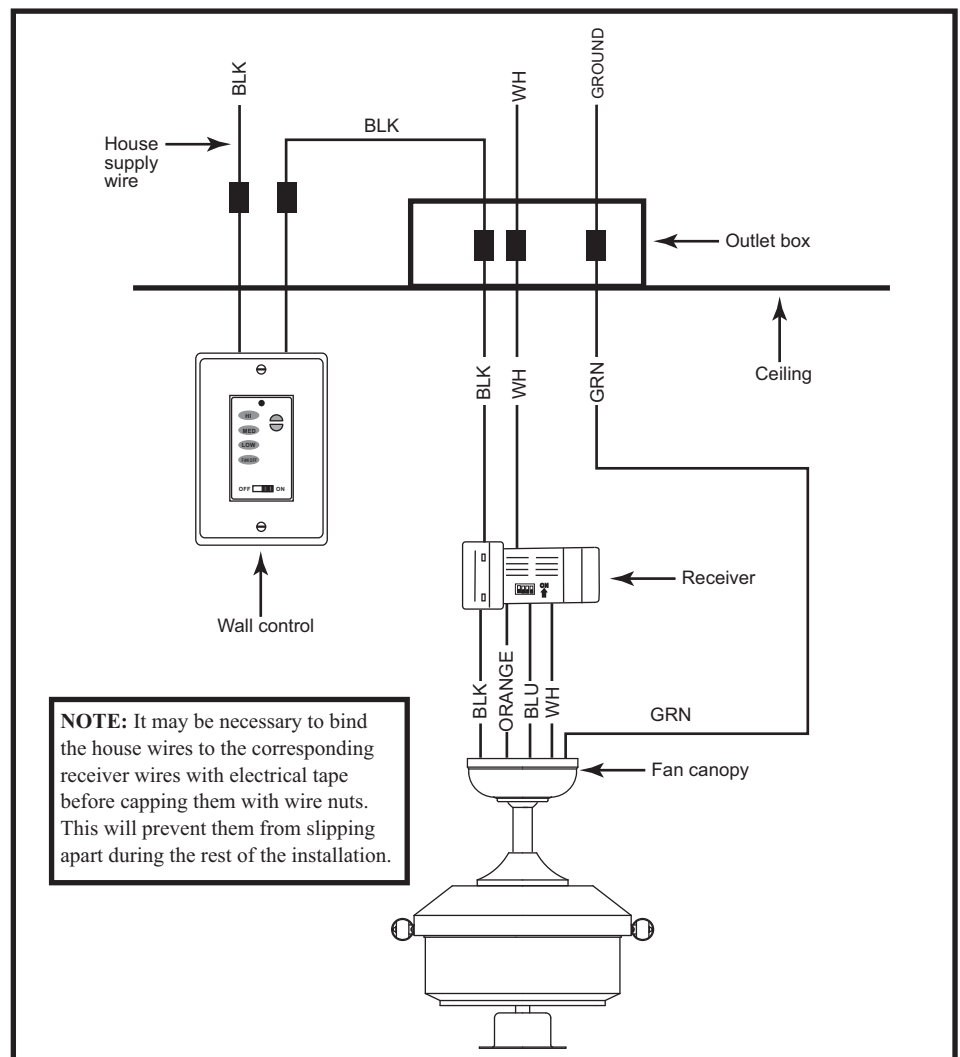 BLK
WH
GROUND
BLK
House
supply
wire
Outlet box
Ceiling
BLK
WH
GRN
HI
MED
LOW
OFF ON
ON
Receiver
Wall control
BLK
ORANGE
BLU
WH
GRN
Fan canopy
NOTE: It may be necessary to bind
the house wires to the corresponding
receiver wires with electrical tape
before capping them with wire nuts.
This will prevent them from slipping
apart during the rest of the installation.